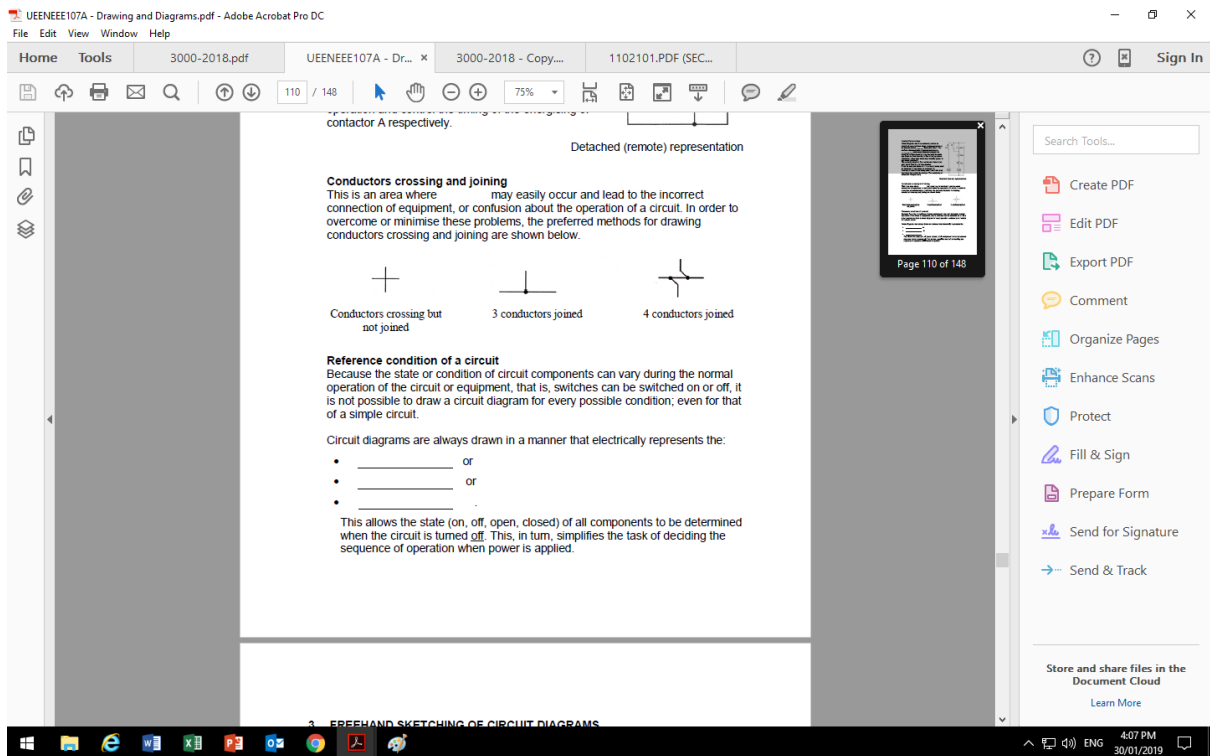 UEENEEE107A - Drawing and Diagrams.pdf - Adobe Acrobat Pro DC
File Edit View Window Help
Home Tools 3000-2018.pdf UEENEEE107A - Dr... × 3000-2018 - Copy.... 1102101.PDF (SEC... Sign In
110 / 148 75%
contactor A respectively.
Detached (remote) representation
Conductors crossing and joining
This is an area where may easily occur and lead to the incorrect
connection of equipment, or confusion about the operation of a circuit. In order to
overcome or minimise these problems, the preferred methods for drawing
conductors crossing and joining are shown below.
Conductors crossing but
not joined
3 conductors joined
4 conductors joined
Reference condition of a circuit
Because the state or condition of circuit components can vary during the normal
operation of the circuit or equipment, that is, switches can be switched on or off, it
is not possible to draw a circuit diagram for every possible condition; even for that
of a simple circuit.
Circuit diagrams are always drawn in a manner that electrically represents the:
• _______________ or
• _______________ or
• _______________ .
This allows the state (on, off, open, closed) of all components to be determined
when the circuit is turned off. This, in turn, simplifies the task of deciding the
sequence of operation when power is applied.
3. FREEHAND SKETCHING OF CIRCUIT DIAGRAMS
Page 110 of 148
Search Tools...
Create PDF
Edit PDF
Export PDF
Comment
Organize Pages
Enhance Scans
Protect
Fill & Sign
Prepare Form
Send for Signature
Send & Track
Store and share files in the
Document Cloud
Learn More
ENG
4:07 PM
30/01/2019